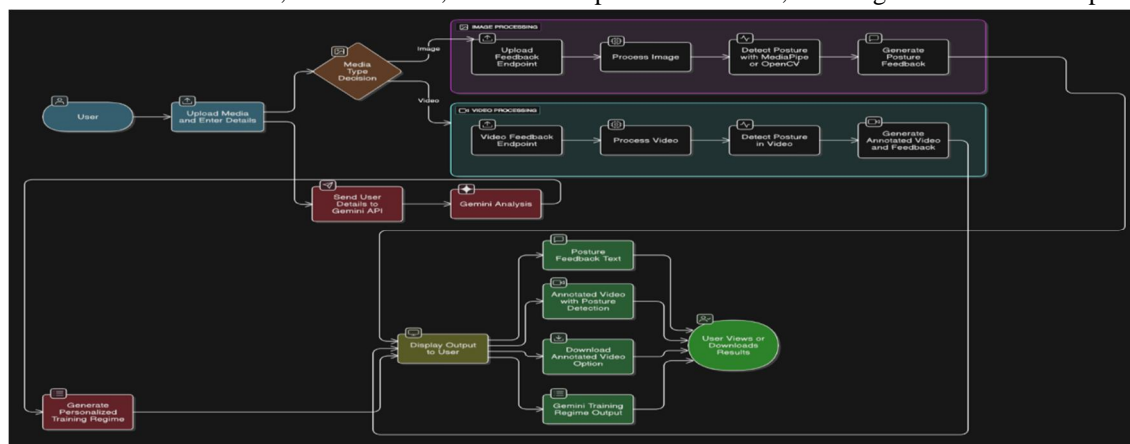 IMAGE PROCESSING
Upload
Feedback
Endpoint
Process Image
Detect Posture
with MediaPipe
or OpenCV
Generate
Posture
Feedback
Media
Type
Decision
Image
Video
User
Upload Media
and Enter Details
VIDEO PROCESSING
Video Feedback
Endpoint
Process Video
Detect Posture
in Video
Generate
Annotated Video
and Feedback
Send User
Details to
Gemini API
Gemini Analysis
Posture
Feedback Text
Annotated Video
with Posture
Detection
Display Output
to User
Download
Annotated Video
Option
User Views or
Downloads
Results
Generate
Personalized
Training Regime
Gemini Training
Regime Output